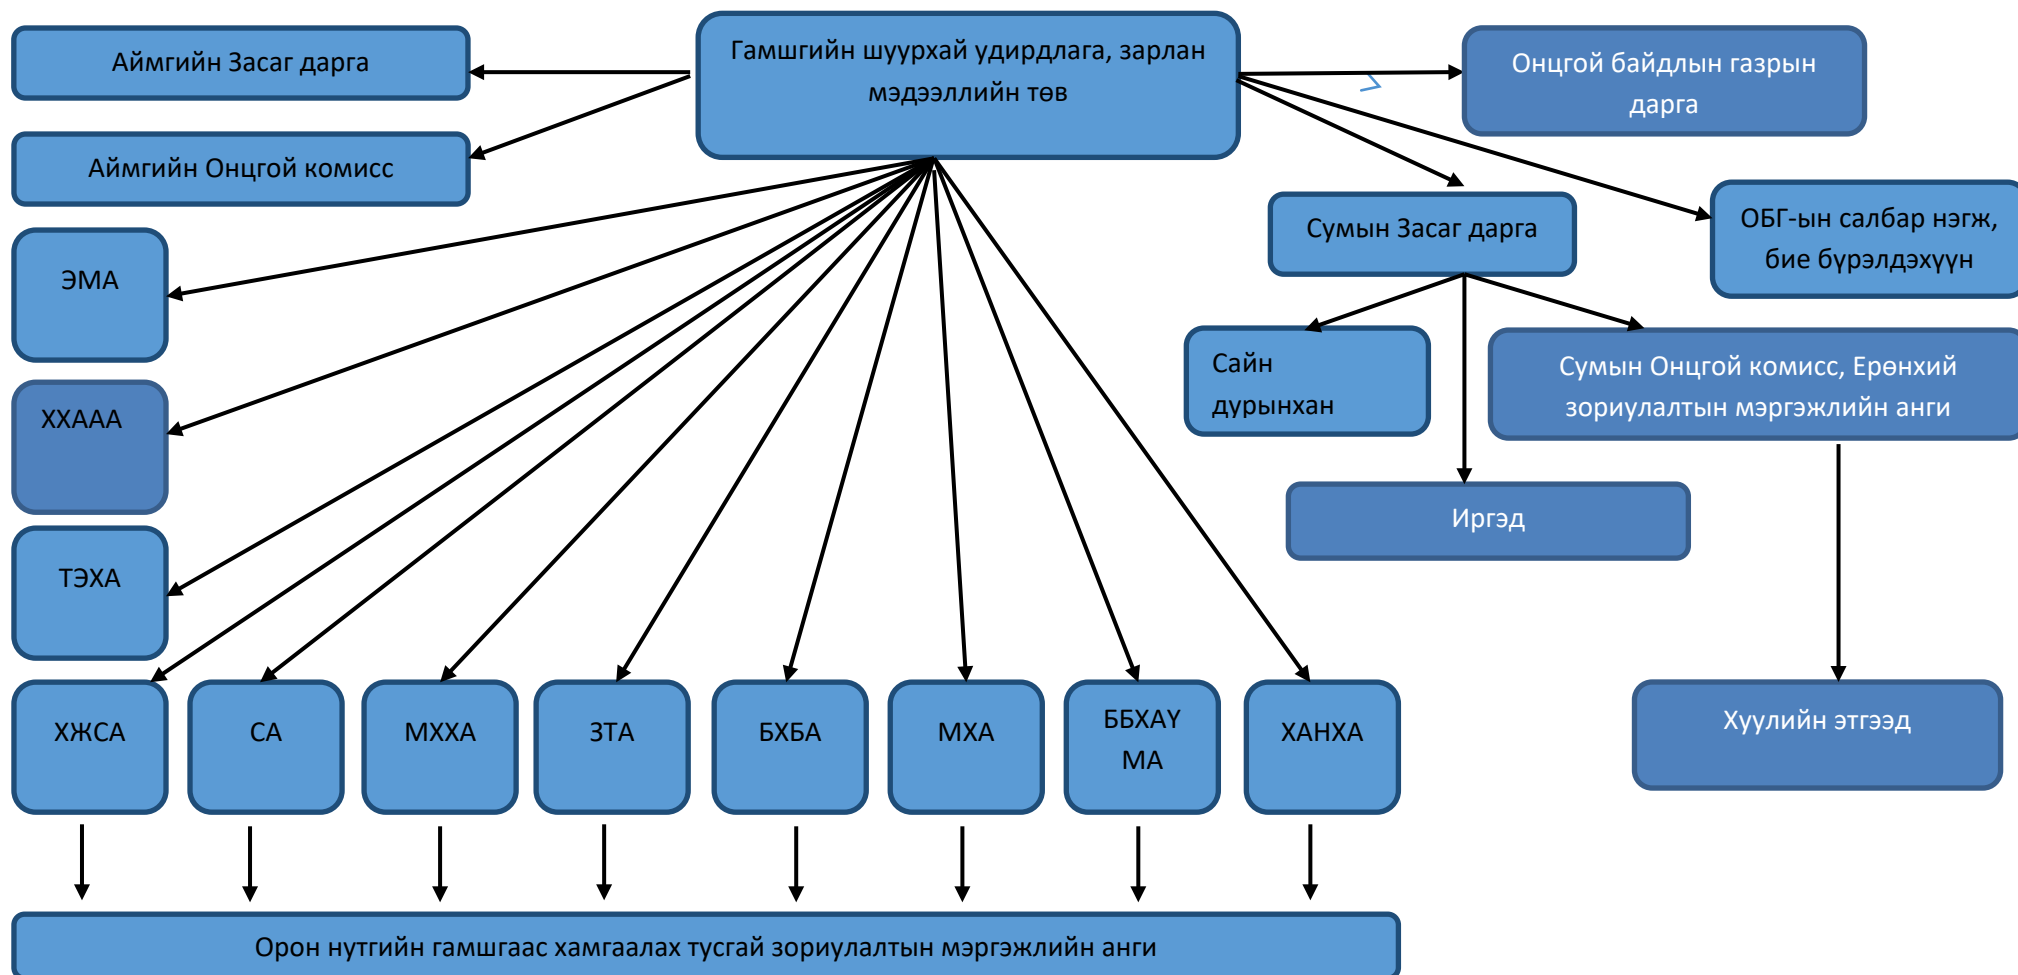 Аймгийн Засаг дарга
Гамшгийн шуурхай удирдлага, зарлан
мэдээллийн төв
Онцгой байдлын газрын
дарга
Аймгийн Онцгой комисс
Сумын Засаг дарга
ОБГ-ын салбар нэгж,
бие бүрэлдэхүүн
ЭМА
Сайн
дурынхан
Сумын Онцгой комисс, Ерөнхий
зориулалтын мэргэжлийн анги
ХХААА
Иргэд
ТЭХА
ХЖСА
СА
МХХА
ЗТА
БХБА
МХА
ББХАҮ
МА
ХАНХА
Хуулийн этгээд
Орон нутгийн гамшгаас хамгаалах тусгай зориулалтын мэргэжлийн анги